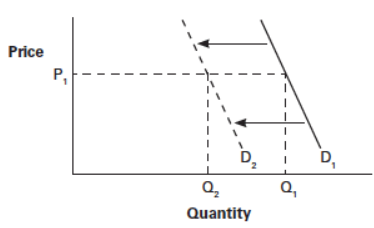 Price
P₁
D₂
D₁
Q₂
Q₁
Quantity